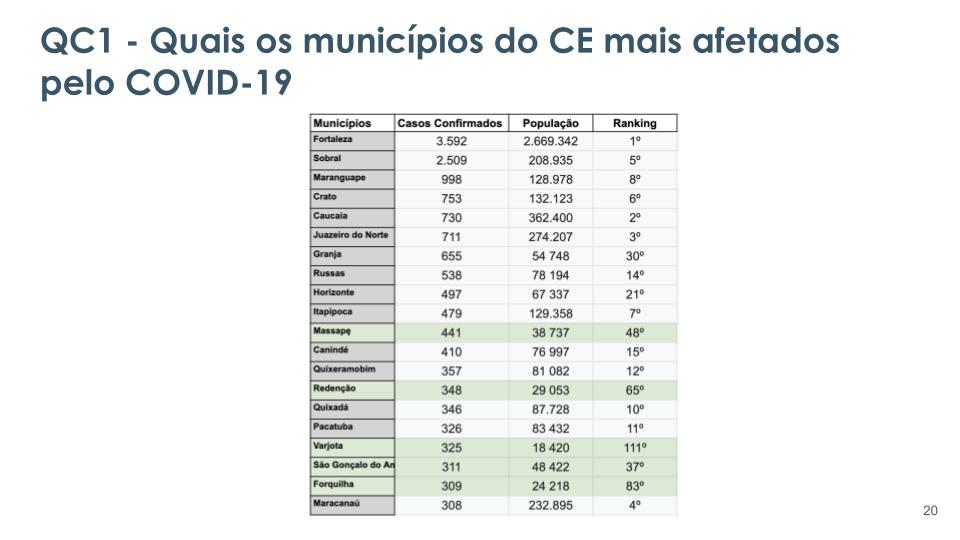 QC1 - Quais os municípios do CE mais afetados
pelo COVID-19
Municípios Casos Confirmados População Ranking
Fortaleza 3.592 2.669.342 1º
Sobral 2.509 208.935 5º
Maranguape 998 128.978 8º
Crato 753 132.123 6º
Caucaia 730 362.400 2º
Juazeiro do Norte 711 274.207 3º
Granja 655 54 748 30º
Russas 538 78 194 14º
Horizonte 497 67 337 21º
Itapipoca 479 129.358 7º
Massapę 441 38 737 48º
Canindé 410 76 997 15º
Quixeramobim 357 81 082 12º
Redenção 348 29 053 65º
Quixadá 346 87.728 10º
Pacatuba 326 83 432 11º
Varjota 325 18 420 111º
São Gonçalo do An 311 48 422 37º
Forquilha 309 24 218 83º
Maracanaú 308 232.895 4º
20